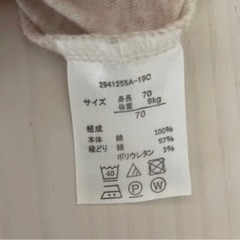 2941255A-19C
サイズ 身長 70
体重 9kg
70
組成 100%
本体 綿 97%
縁どり 綿 3%
ポリウレタン
40
P W